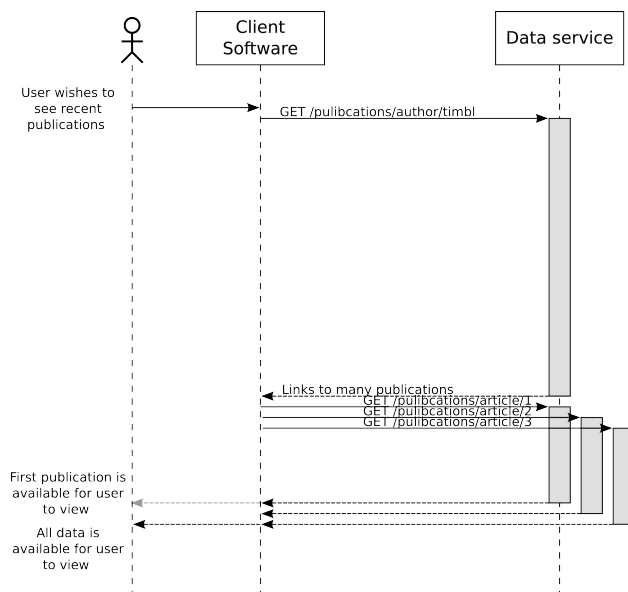 Client
Software
Data service
User wishes to
see recent
publications
GET /pulibcations/author/timbl
Links to many publications
GET /pulibcations/article/1
GET /pulibcations/article/2
GET /pulibcations/article/3
First publication is
available for user
to view
All data is
available for user
to view